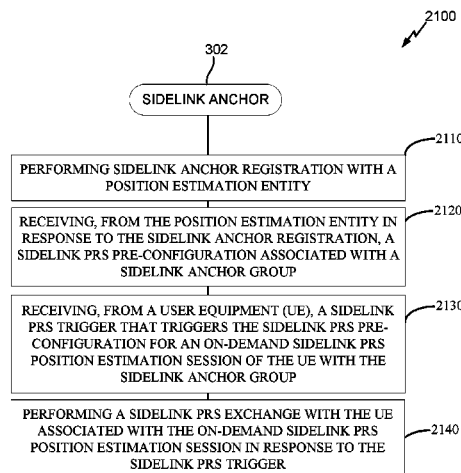 2100
302
SIDELINK ANCHOR
2110
PERFORMING SIDELINK ANCHOR REGISTRATION WITH A
POSITION ESTIMATION ENTITY
2120
RECEIVING, FROM THE POSITION ESTIMATION ENTITY IN
RESPONSE TO THE SIDELINK ANCHOR REGISTRATION, A
SIDELINK PRS PRE-CONFIGURATION ASSOCIATED WITH A
SIDELINK ANCHOR GROUP
2130
RECEIVING, FROM A USER EQUIPMENT (UE), A SIDELINK
PRS TRIGGER THAT TRIGGERS THE SIDELINK PRS PRE-
CONFIGURATION FOR AN ON-DEMAND SIDELINK PRS
POSITION ESTIMATION SESSION OF THE UE WITH THE
SIDELINK ANCHOR GROUP
PERFORMING A SIDELINK PRS EXCHANGE WITH THE UE
ASSOCIATED WITH THE ON-DEMAND SIDELINK PRS
POSITION ESTIMATION SESSION IN RESPONSE TO THE
SIDELINK PRS TRIGGER
2140